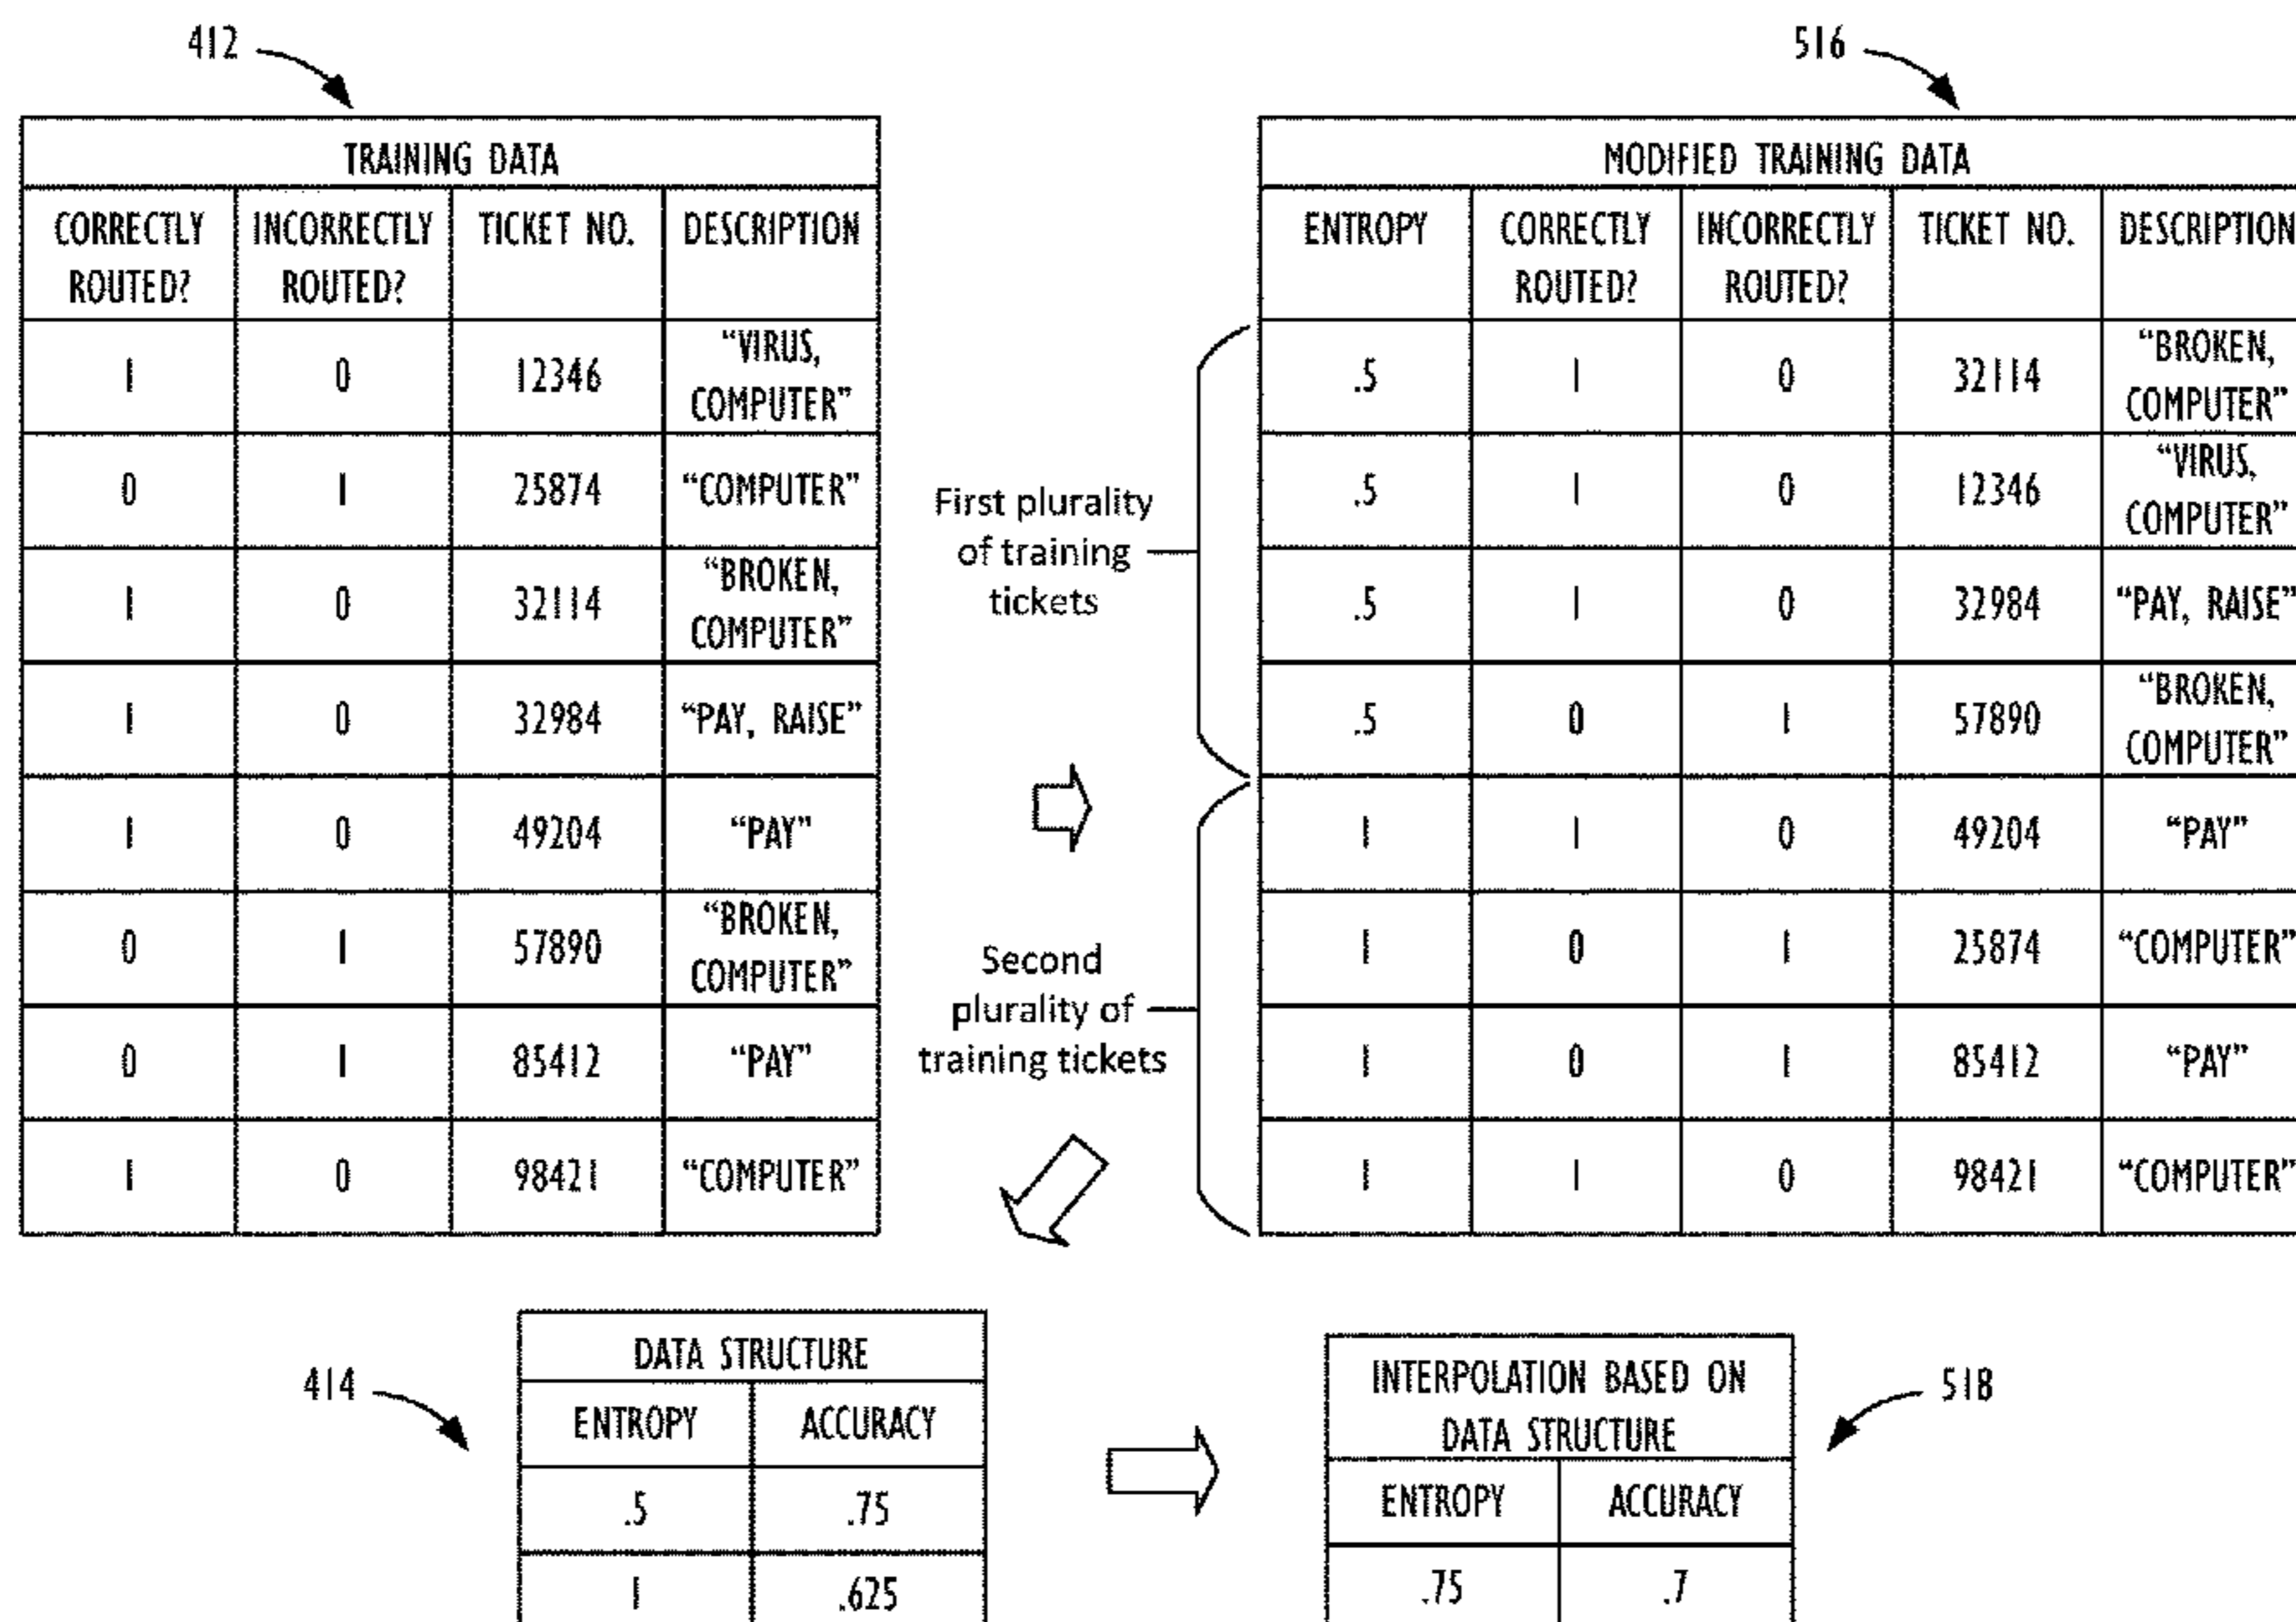 412
TRAINING DATA
CORRECTLY ROUTED? INCORRECTLY ROUTED? TICKET NO. DESCRIPTION
1 0 12346 “VIRUS, COMPUTER”
0 1 25874 “COMPUTER”
1 0 32114 “BROKEN, COMPUTER”
1 0 32984 “PAY, RAISE”
1 0 49204 “PAY”
0 1 57890 “BROKEN, COMPUTER”
0 1 85412 “PAY”
1 0 98421 “COMPUTER”
First plurality
of training
tickets
Second
plurality of
training tickets
516
MODIFIED TRAINING DATA
ENTROPY CORRECTLY ROUTED? INCORRECTLY ROUTED? TICKET NO. DESCRIPTION
.5 1 0 32114 “BROKEN, COMPUTER”
.5 1 0 12346 “VIRUS, COMPUTER”
.5 1 0 32984 “PAY, RAISE”
.5 0 1 57890 “BROKEN, COMPUTER”
1 1 0 49204 “PAY”
1 0 1 25874 “COMPUTER”
1 0 1 85412 “PAY”
1 1 0 98421 “COMPUTER”
414
DATA STRUCTURE
ENTROPY ACCURACY
.5 .75
1 .625
518
INTERPOLATION BASED ON
DATA STRUCTURE
ENTROPY ACCURACY
.75 .7